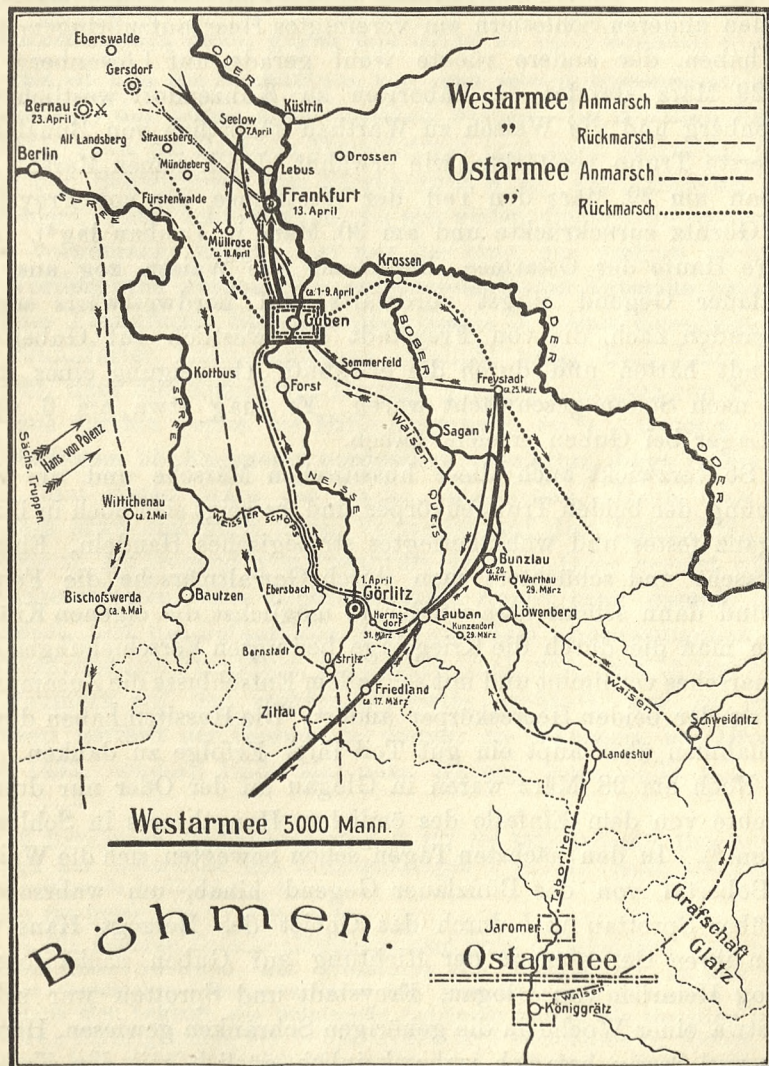 Eberswalde
Gersdorf
Bernau
23. April
ODER
Küstrin
Seelow
7. April
Alt Landsberg
Straussberg
Müncheberg
Berlin
SPREE
Fürstenwalde
Lebus
Drossen
Frankfurt
13. April
Müllrose
ca. 10. April
Westarmee Anmarsch
" Rückmarsch
Ostarmee Anmarsch
" Rückmarsch
Krossen
ca. 1-9. April
Guben
BOBER
ODER
Sommerfeld
Freystadt
ca. 25. März
Kottbus
Forst
SPREE
Waisen
Sagan
QUEIS
ODER
Hans von Polenz
Sächs. Truppen
NEISSE
Wittichenau
ca. 2. Mai
WEISSER SCHÖPS
Bunzlau
ca. 20. März
Warthau
29. März
Bischofswerda
ca. 4. Mai
Bautzen
Ebersbach
1. April
Görlitz
Hermsdorf
31. März
Lauban
Kunzendorf
29. März
Löwenberg
Bernstadt
Ostritz
Friedland
ca. 17. März
Zittau
Waisen
Schweidnitz
Landeshut
Westarmee 5000 Mann.
Taboriten
Böhmen.
Grafschaft
Glatz
Jaromer
Ostarmee
Waisen
Königgrätz